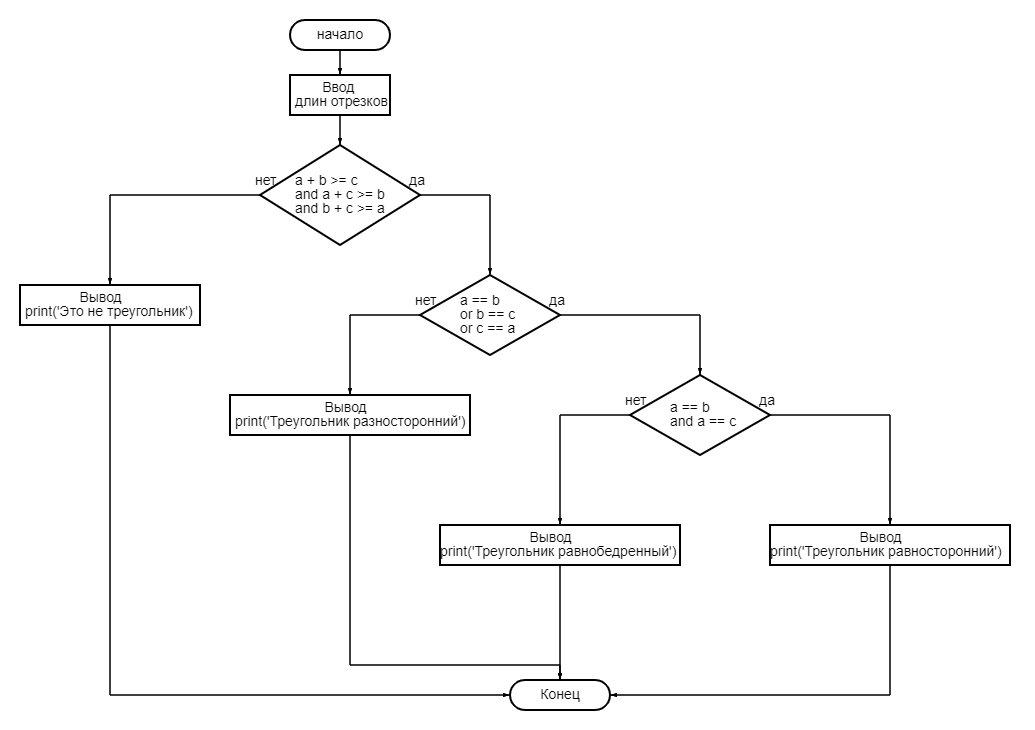 начало
Ввод
длин отрезков
нет
да
a + b >= c
and a + c >= b
and b + c >= a
Вывод
print('Это не треугольник')
нет
да
a == b
or b == c
or c == a
Вывод
print('Треугольник разносторонний')
нет
да
a == b
and a == c
Вывод
print('Треугольник равнобедренный')
Вывод
print('Треугольник равносторонний')
Конец